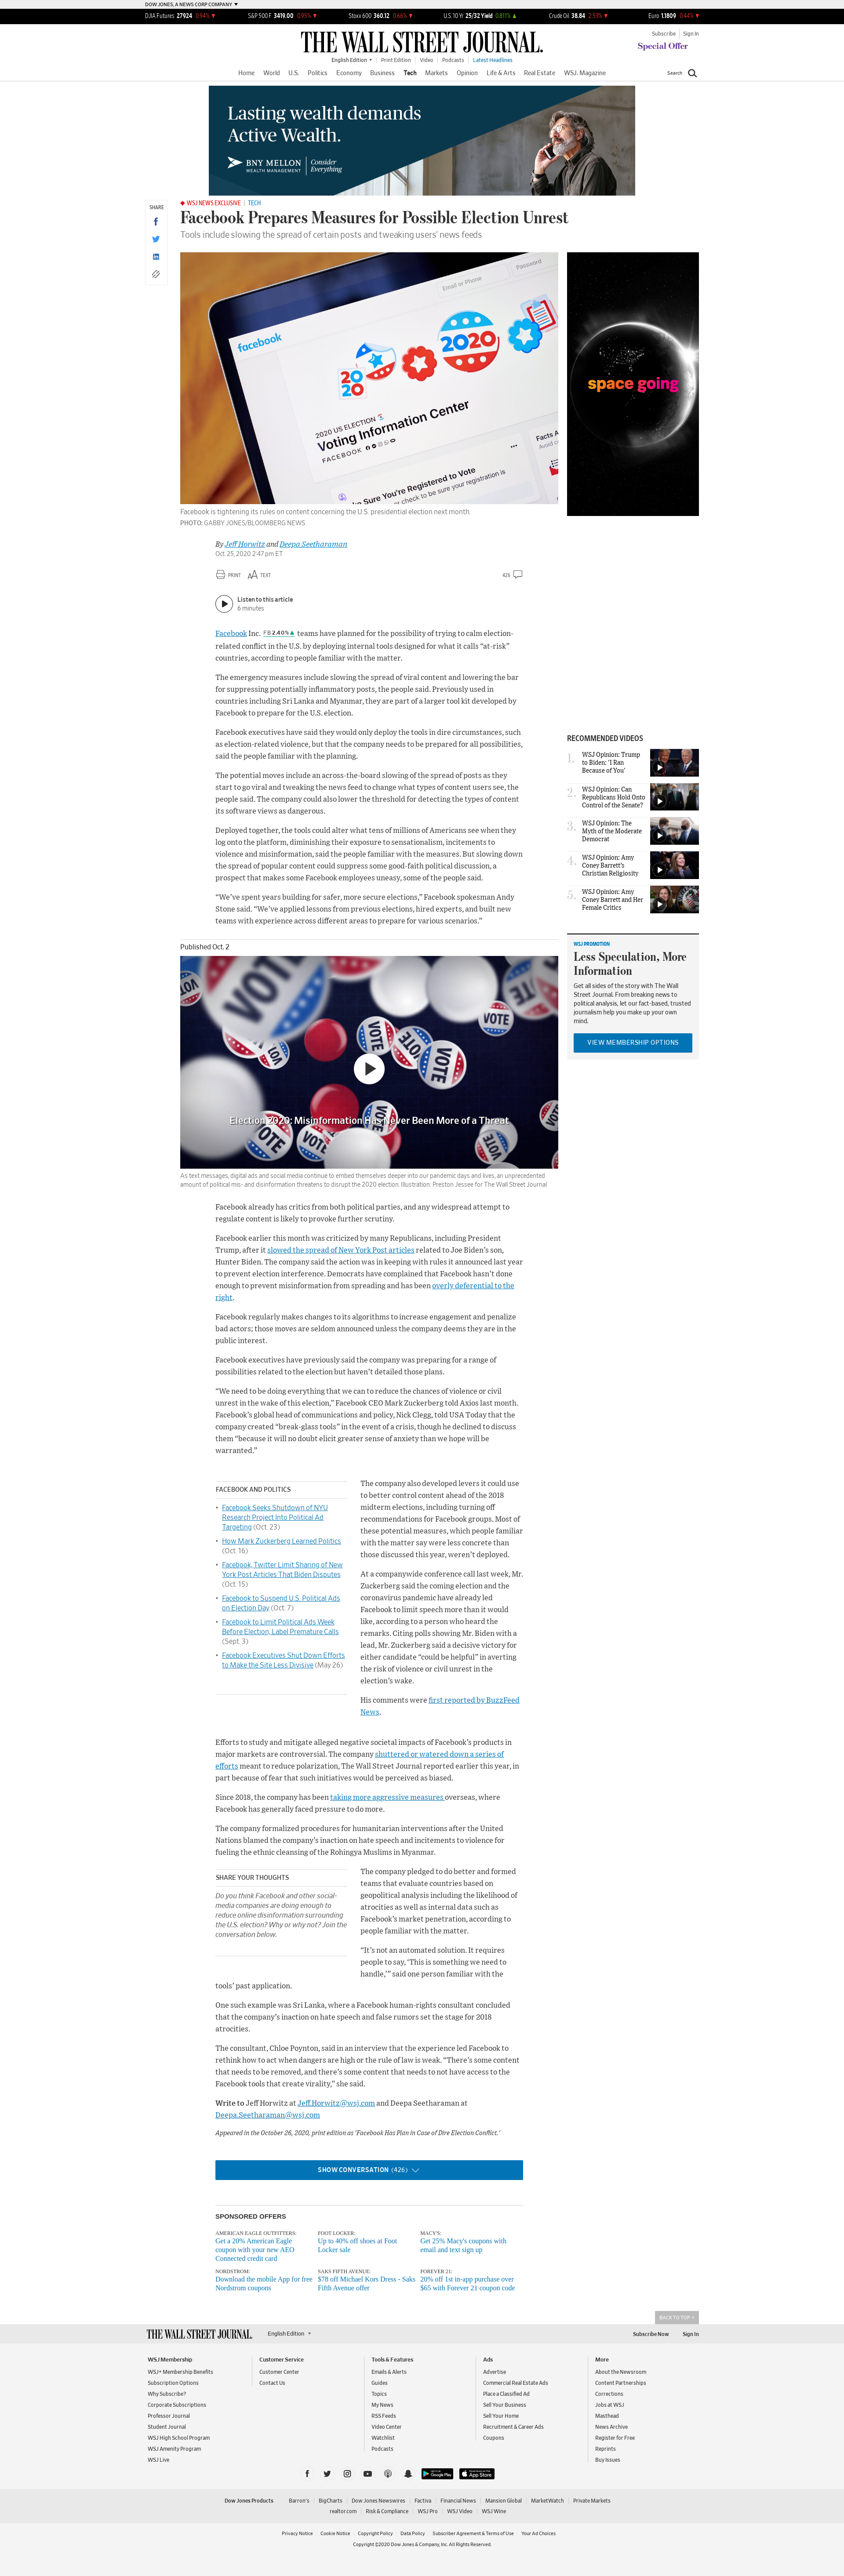 DOW JONES, A NEWS CORP COMPANY
DJIA Futures 27924 0.94%
S&P 500 F 3419.00 0.95%
Stoxx 600 360.12 0.66%
U.S. 10 Yr 25/32 Yield 0.811%
Crude Oil 38.84 2.53%
Euro 1.1809 0.44%
THE WALL STREET JOURNAL.
Subscribe
Sign In
Special Offer
English Edition
Print Edition
Video
Podcasts
Latest Headlines
Home
World
U.S.
Politics
Economy
Business
Tech
Markets
Opinion
Life & Arts
Real Estate
WSJ. Magazine
Search
Lasting wealth demands
Active Wealth.
BNY MELLON
WEALTH MANAGEMENT
Consider
Everything
SHARE
WSJ NEWS EXCLUSIVE | TECH
Facebook Prepares Measures for Possible Election Unrest
Tools include slowing the spread of certain posts and tweaking users' news feeds
Email or Phone
Password
2020 US ELECTION
Voting Information Center
FACEBOOK
Facts A
Be Sure You're Registered to Vote
space going
Facebook is tightening its rules on content concerning the U.S. presidential election next month.
PHOTO: GABBY JONES/BLOOMBERG NEWS
By Jeff Horwitz and Deepa Seetharaman
Oct. 25, 2020 2:47 pm ET
PRINT
TEXT
426
Listen to this article
6 minutes
Facebook Inc. FB 2.40% teams have planned for the possibility of trying to calm election-
related conflict in the U.S. by deploying internal tools designed for what it calls “at-risk”
countries, according to people familiar with the matter.
The emergency measures include slowing the spread of viral content and lowering the bar
for suppressing potentially inflammatory posts, the people said. Previously used in
countries including Sri Lanka and Myanmar, they are part of a larger tool kit developed by
Facebook to prepare for the U.S. election.
Facebook executives have said they would only deploy the tools in dire circumstances, such
as election-related violence, but that the company needs to be prepared for all possibilities,
said the people familiar with the planning.
The potential moves include an across-the-board slowing of the spread of posts as they
start to go viral and tweaking the news feed to change what types of content users see, the
people said. The company could also lower the threshold for detecting the types of content
its software views as dangerous.
Deployed together, the tools could alter what tens of millions of Americans see when they
log onto the platform, diminishing their exposure to sensationalism, incitements to
violence and misinformation, said the people familiar with the measures. But slowing down
the spread of popular content could suppress some good-faith political discussion, a
prospect that makes some Facebook employees uneasy, some of the people said.
“We’ve spent years building for safer, more secure elections,” Facebook spokesman Andy
Stone said. “We’ve applied lessons from previous elections, hired experts, and built new
teams with experience across different areas to prepare for various scenarios.”
RECOMMENDED VIDEOS
1. WSJ Opinion: Trump
to Biden: 'I Ran
Because of You'
2. WSJ Opinion: Can
Republicans Hold Onto
Control of the Senate?
3. WSJ Opinion: The
Myth of the Moderate
Democrat
4. WSJ Opinion: Amy
Coney Barrett's
Christian Religiosity
5. WSJ Opinion: Amy
Coney Barrett and Her
Female Critics
WSJ PROMOTION
Less Speculation, More
Information
Get all sides of the story with The Wall
Street Journal. From breaking news to
political analysis, let our fact-based, trusted
journalism help you make up your own
mind.
VIEW MEMBERSHIP OPTIONS
Published Oct. 2
VOTE
Election 2020: Misinformation Has Never Been More of a Threat
As text messages, digital ads and social media continue to embed themselves deeper into our pandemic days and lives, an unprecedented
amount of political mis- and disinformation threatens to disrupt the 2020 election. Illustration: Preston Jessee for The Wall Street Journal
Facebook already has critics from both political parties, and any widespread attempt to
regulate content is likely to provoke further scrutiny.
Facebook earlier this month was criticized by many Republicans, including President
Trump, after it slowed the spread of New York Post articles related to Joe Biden’s son,
Hunter Biden. The company said the action was in keeping with rules it announced last year
to prevent election interference. Democrats have complained that Facebook hasn’t done
enough to prevent misinformation from spreading and has been overly deferential to the
right.
Facebook regularly makes changes to its algorithms to increase engagement and penalize
bad actors; those moves are seldom announced unless the company deems them to be in the
public interest.
Facebook executives have previously said the company was preparing for a range of
possibilities related to the election but haven’t detailed those plans.
“We need to be doing everything that we can to reduce the chances of violence or civil
unrest in the wake of this election,” Facebook CEO Mark Zuckerberg told Axios last month.
Facebook’s global head of communications and policy, Nick Clegg, told USA Today that the
company created “break-glass tools” in the event of a crisis, though he declined to discuss
them “because it will no doubt elicit greater sense of anxiety than we hope will be
warranted.”
FACEBOOK AND POLITICS
• Facebook Seeks Shutdown of NYU
Research Project Into Political Ad
Targeting (Oct. 23)
• How Mark Zuckerberg Learned Politics
(Oct. 16)
• Facebook, Twitter Limit Sharing of New
York Post Articles That Biden Disputes
(Oct. 15)
• Facebook to Suspend U.S. Political Ads
on Election Day (Oct. 7)
• Facebook to Limit Political Ads Week
Before Election, Label Premature Calls
(Sept. 3)
• Facebook Executives Shut Down Efforts
to Make the Site Less Divisive (May 26)
The company also developed levers it could use
to better control content ahead of the 2018
midterm elections, including turning off
recommendations for Facebook groups. Most of
these potential measures, which people familiar
with the matter say were less concrete than
those discussed this year, weren’t deployed.
At a companywide conference call last week, Mr.
Zuckerberg said the coming election and the
coronavirus pandemic have already led
Facebook to limit speech more than it would
like, according to a person who heard his
remarks. Citing polls showing Mr. Biden with a
lead, Mr. Zuckerberg said a decisive victory for
either candidate “could be helpful” in averting
the risk of violence or civil unrest in the
election’s wake.
His comments were first reported by BuzzFeed
News.
Efforts to study and mitigate alleged negative societal impacts of Facebook’s products in
major markets are controversial. The company shuttered or watered down a series of
efforts meant to reduce polarization, The Wall Street Journal reported earlier this year, in
part because of fear that such initiatives would be perceived as biased.
Since 2018, the company has been taking more aggressive measures overseas, where
Facebook has generally faced pressure to do more.
The company formalized procedures for humanitarian interventions after the United
Nations blamed the company’s inaction on hate speech and incitements to violence for
fueling the ethnic cleansing of the Rohingya Muslims in Myanmar.
SHARE YOUR THOUGHTS
Do you think Facebook and other social-
media companies are doing enough to
reduce online disinformation surrounding
the U.S. election? Why or why not? Join the
conversation below.
The company pledged to do better and formed
teams that evaluate countries based on
geopolitical analysis including the likelihood of
atrocities as well as internal data such as
Facebook’s market penetration, according to
people familiar with the matter.
“It’s not an automated solution. It requires
people to say, ‘This is something we need to
handle,’” said one person familiar with the
tools’ past application.
One such example was Sri Lanka, where a Facebook human-rights consultant concluded
that the company’s inaction on hate speech and false rumors set the stage for 2018
atrocities.
The consultant, Chloe Poynton, said in an interview that the experience led Facebook to
rethink how to act when dangers are high or the rule of law is weak. “There’s some content
that needs to be removed, and there’s some content that needs to not have access to the
Facebook tools that create virality,” she said.
Write to Jeff Horwitz at Jeff.Horwitz@wsj.com and Deepa Seetharaman at
Deepa.Seetharaman@wsj.com
Appeared in the October 26, 2020, print edition as 'Facebook Has Plan in Case of Dire Election Conflict.'
SHOW CONVERSATION (426)
SPONSORED OFFERS
AMERICAN EAGLE OUTFITTERS:
Get a 20% American Eagle
coupon with your new AEO
Connected credit card
FOOT LOCKER:
Up to 40% off shoes at Foot
Locker sale
MACY'S:
Get 25% Macy's coupons with
email and text sign up
NORDSTROM:
Download the mobile App for free
Nordstrom coupons
SAKS FIFTH AVENUE:
$78 off Michael Kors Dress - Saks
Fifth Avenue offer
FOREVER 21:
20% off 1st in-app purchase over
$65 with Forever 21 coupon code
BACK TO TOP
THE WALL STREET JOURNAL.
English Edition
Subscribe Now
Sign In
WSJ Membership
WSJ+ Membership Benefits
Subscription Options
Why Subscribe?
Corporate Subscriptions
Professor Journal
Student Journal
WSJ High School Program
WSJ Amenity Program
WSJ Live
Customer Service
Customer Center
Contact Us
Tools & Features
Emails & Alerts
Guides
Topics
My News
RSS Feeds
Video Center
Watchlist
Podcasts
Ads
Advertise
Commercial Real Estate Ads
Place a Classified Ad
Sell Your Business
Sell Your Home
Recruitment & Career Ads
Coupons
More
About the Newsroom
Content Partnerships
Corrections
Jobs at WSJ
Masthead
News Archive
Register for Free
Reprints
Buy Issues
Google Play
App Store
Dow Jones Products
Barron's
BigCharts
Dow Jones Newswires
Factiva
Financial News
Mansion Global
MarketWatch
Private Markets
realtor.com
Risk & Compliance
WSJ Pro
WSJ Video
WSJ Wine
Privacy Notice
Cookie Notice
Copyright Policy
Data Policy
Subscriber Agreement & Terms of Use
Your Ad Choices
Copyright ©2020 Dow Jones & Company, Inc. All Rights Reserved.